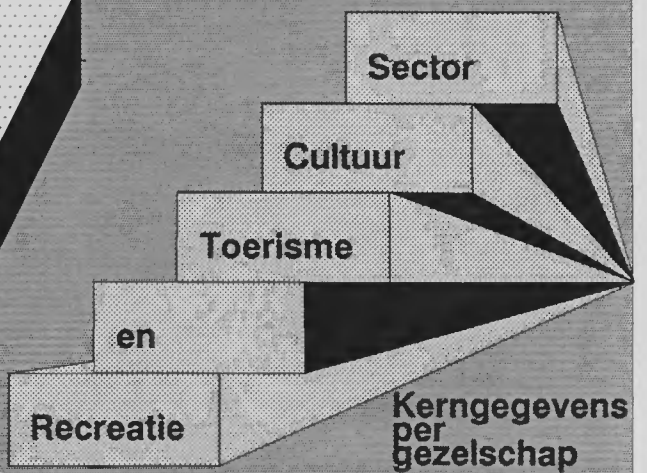 Sector
Cultuur
Toerisme
en
Recreatie
Kerngegevens
per
gezelschap